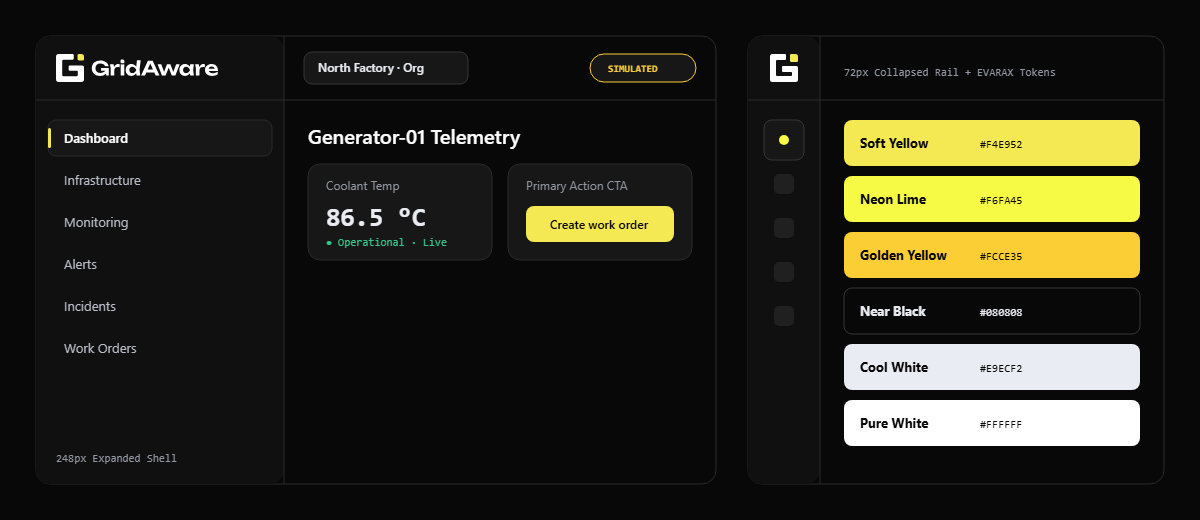 GridAware
North Factory · Org
SIMULATED
Dashboard
Infrastructure
Monitoring
Alerts
Incidents
Work Orders
248px Expanded Shell
Generator-01 Telemetry
Coolant Temp
86.5 °C
● Operational · Live
Primary Action CTA
Create work order
72px Collapsed Rail + EVARAX Tokens
Soft Yellow #F4E952
Neon Lime #F6FA45
Golden Yellow #FCCE35
Near Black #080808
Cool White #E9ECF2
Pure White #FFFFFF